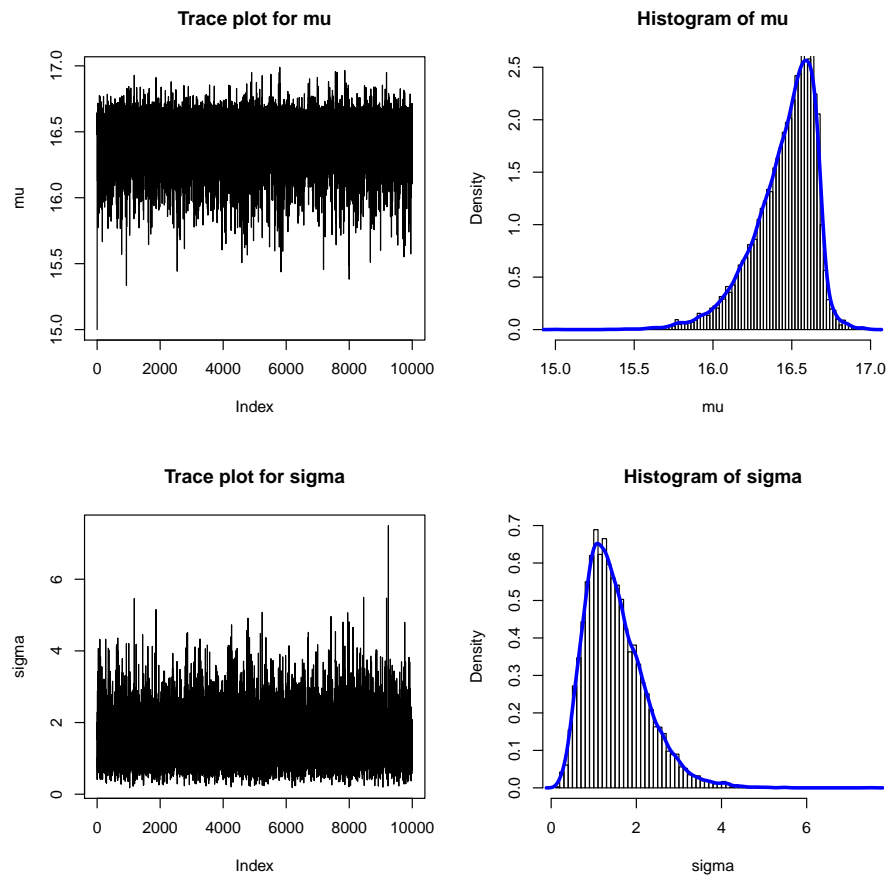 Trace plot for mu
mu
15.0 15.5 16.0 16.5 17.0
0 2000 4000 6000 8000 10000
Index
Histogram of mu
Density
0.0 0.5 1.0 1.5 2.0 2.5
15.0 15.5 16.0 16.5 17.0
mu
Trace plot for sigma
sigma
0 2 4 6
0 2000 4000 6000 8000 10000
Index
Histogram of sigma
Density
0.0 0.1 0.2 0.3 0.4 0.5 0.6 0.7
0 2 4 6
sigma